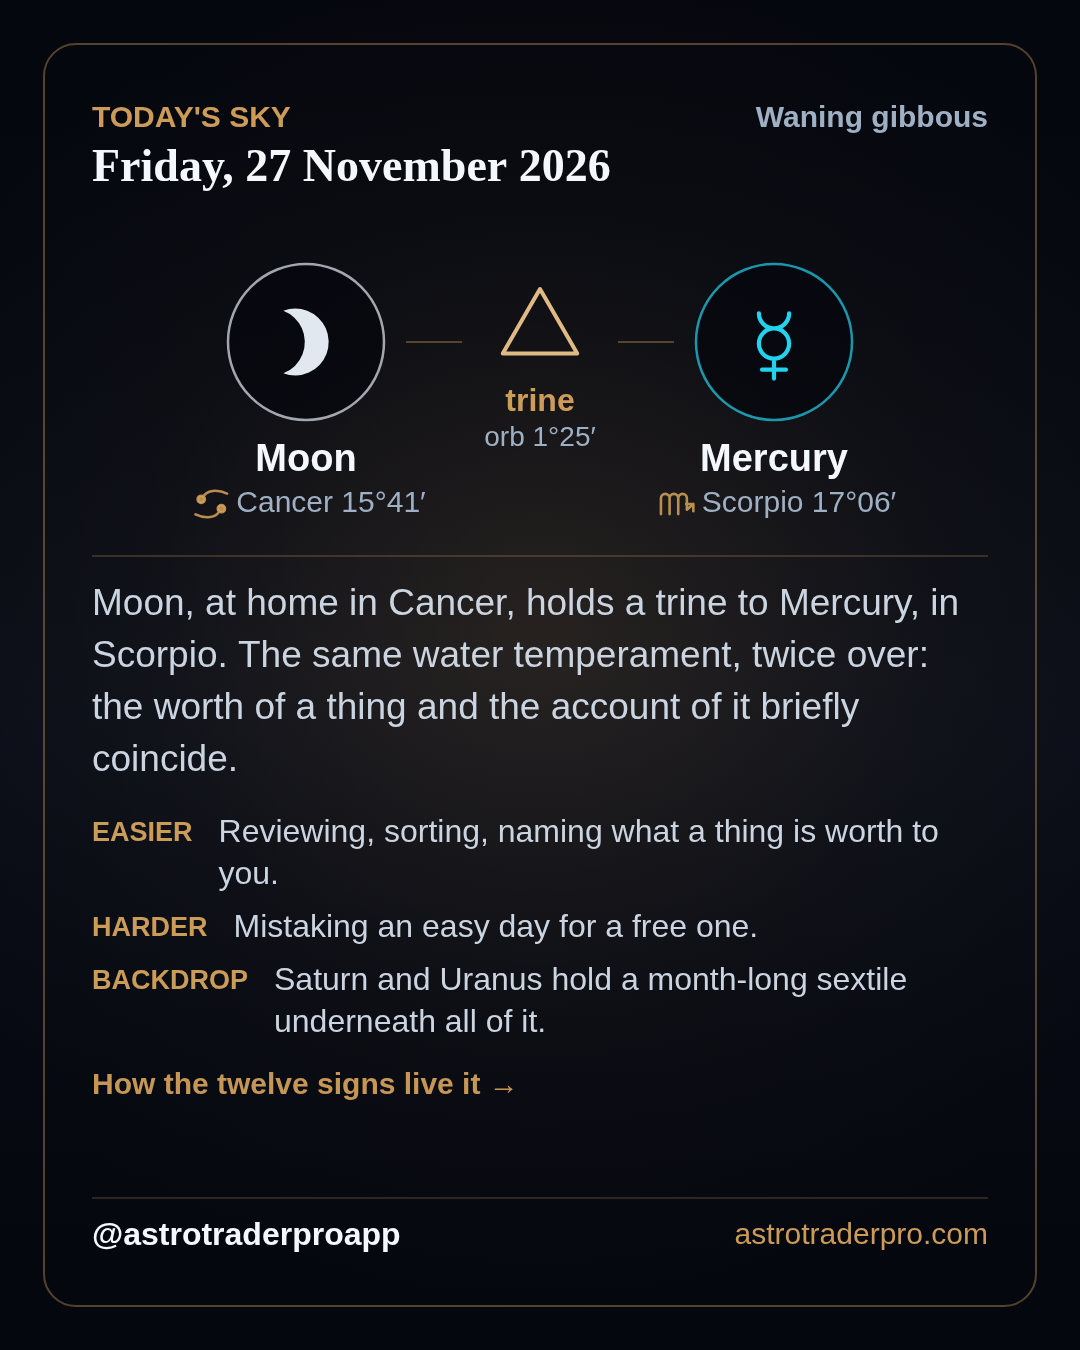 TODAY'S SKY
Waning gibbous
Friday, 27 November 2026
trine
orb 1°25′
Moon
Mercury
Cancer 15°41′
Scorpio 17°06′
Moon, at home in Cancer, holds a trine to Mercury, in
Scorpio. The same water temperament, twice over:
the worth of a thing and the account of it briefly
coincide.
EASIER Reviewing, sorting, naming what a thing is worth to
you.
HARDER Mistaking an easy day for a free one.
BACKDROP Saturn and Uranus hold a month-long sextile
underneath all of it.
How the twelve signs live it →
@astrotraderproapp
astrotraderpro.com